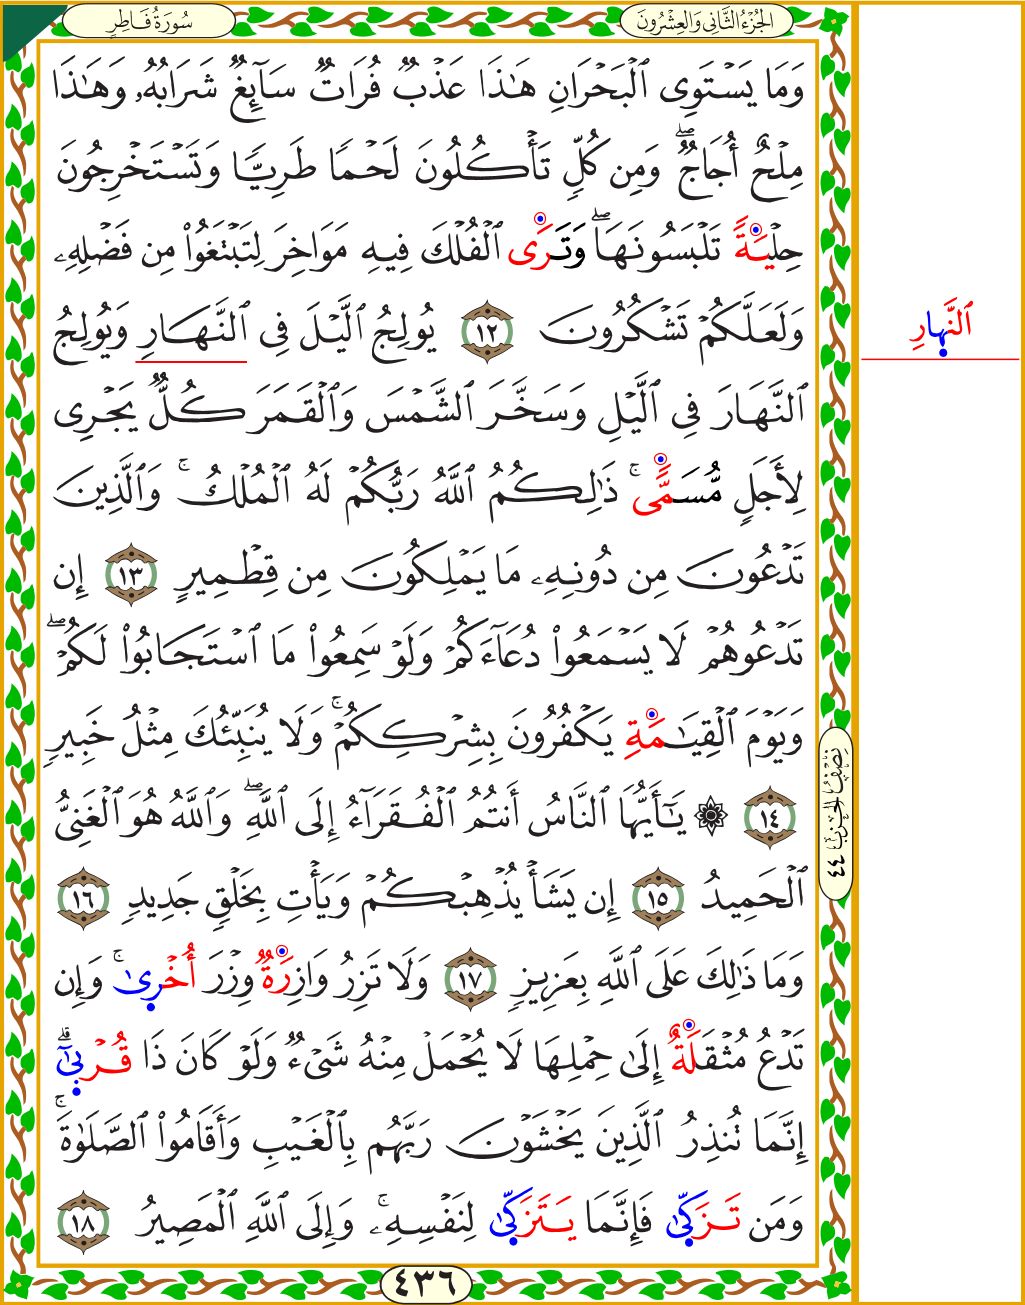 الجُزْءُ الثَّانِي وَالعِشْرُونَ
سُورَةُ فَاطِرٍ
وَمَا يَسْتَوِى ٱلْبَحْرَانِ هَٰذَا عَذْبٌ فُرَاتٌ سَآئِغٌ شَرَابُهُۥ وَهَٰذَا
مِلْحٌ أُجَاجٌ ۖ وَمِن كُلٍّ تَأْكُلُونَ لَحْمًا طَرِيًّا وَتَسْتَخْرِجُونَ
حِلْيَةً تَلْبَسُونَهَا ۖ وَتَرَى ٱلْفُلْكَ فِيهِ مَوَاخِرَ لِتَبْتَغُوا۟ مِن فَضْلِهِۦ
وَلَعَلَّكُمْ تَشْكُرُونَ ١٢ يُولِجُ ٱلَّيْلَ فِى ٱلنَّهَارِ وَيُولِجُ
ٱلنَّهَارِ
ٱلنَّهَارَ فِى ٱلَّيْلِ وَسَخَّرَ ٱلشَّمْسَ وَٱلْقَمَرَ كُلٌّ يَجْرِى
لِأَجَلٍ مُّسَمًّى ۚ ذَٰلِكُمُ ٱللَّهُ رَبُّكُمْ لَهُ ٱلْمُلْكُ ۚ وَٱلَّذِينَ
تَدْعُونَ مِن دُونِهِۦ مَا يَمْلِكُونَ مِن قِطْمِيرٍ ١٣ إِن
تَدْعُوهُمْ لَا يَسْمَعُوا۟ دُعَآءَكُمْ وَلَوْ سَمِعُوا۟ مَا ٱسْتَجَابُوا۟ لَكُمْ ۖ
وَيَوْمَ ٱلْقِيَٰمَةِ يَكْفُرُونَ بِشِرْكِكُمْ ۚ وَلَا يُنَبِّئُكَ مِثْلُ خَبِيرٍ
١٤ ۞ يَٰٓأَيُّهَا ٱلنَّاسُ أَنتُمُ ٱلْفُقَرَآءُ إِلَى ٱللَّهِ ۖ وَٱللَّهُ هُوَ ٱلْغَنِىُّ
نِصْفُ الحِزْبِ ٤٤
ٱلْحَمِيدُ ١٥ إِن يَشَأْ يُذْهِبْكُمْ وَيَأْتِ بِخَلْقٍ جَدِيدٍ ١٦
وَمَا ذَٰلِكَ عَلَى ٱللَّهِ بِعَزِيزٍ ١٧ وَلَا تَزِرُ وَازِرَةٌ وِزْرَ أُخْرَىٰ ۚ وَإِن
تَدْعُ مُثْقَلَةٌ إِلَىٰ حِمْلِهَا لَا يُحْمَلْ مِنْهُ شَىْءٌ وَلَوْ كَانَ ذَا قُرْبَىٰٓ ۗ
إِنَّمَا تُنذِرُ ٱلَّذِينَ يَخْشَوْنَ رَبَّهُم بِٱلْغَيْبِ وَأَقَامُوا۟ ٱلصَّلَوٰةَ ۚ
وَمَن تَزَكَّىٰ فَإِنَّمَا يَتَزَكَّىٰ لِنَفْسِهِۦ ۚ وَإِلَى ٱللَّهِ ٱلْمَصِيرُ ١٨
٤٣٦